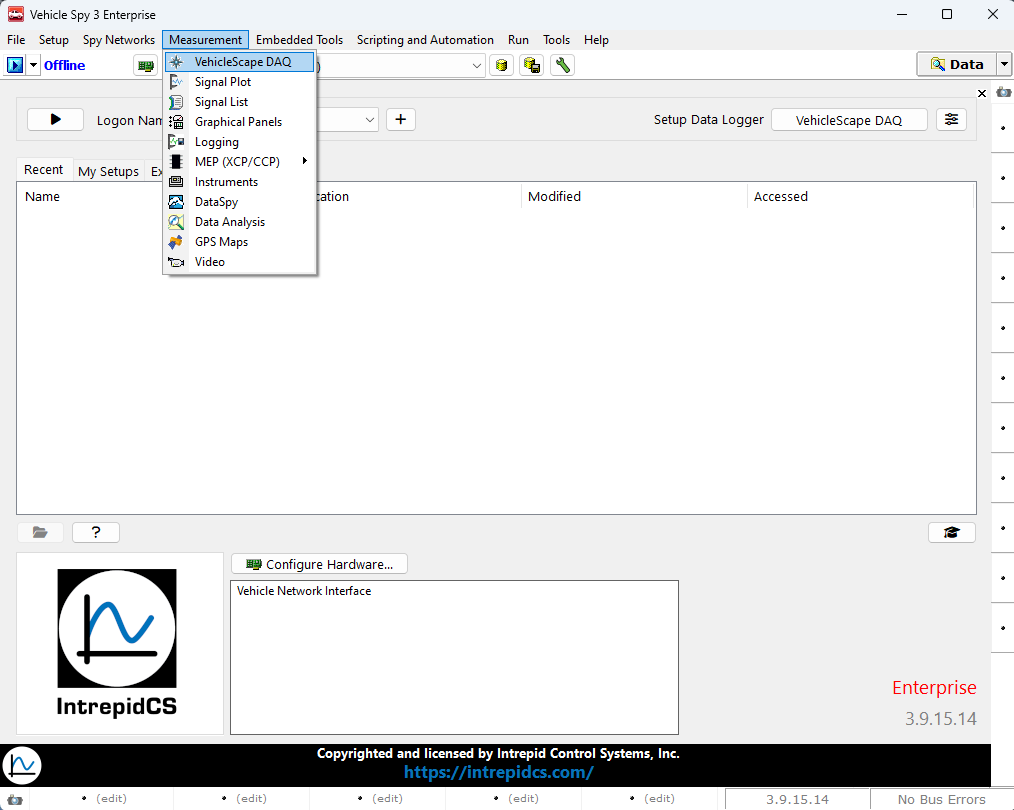 Vehicle Spy 3 Enterprise
File Setup Spy Networks Measurement Embedded Tools Scripting and Automation Run Tools Help
Offline
Data
VehicleScape DAQ
Signal Plot
Signal List
Graphical Panels
Logging
MEP (XCP/CCP)
Instruments
DataSpy
Data Analysis
GPS Maps
Video
Logon Nam
+
Setup Data Logger VehicleScape DAQ
Recent My Setups Ex
Name cation Modified Accessed
?
Configure Hardware...
Vehicle Network Interface
IntrepidCS
Enterprise
3.9.15.14
Copyrighted and licensed by Intrepid Control Systems, Inc.
https://intrepidcs.com/
(edit) (edit) (edit) (edit) (edit) 3.9.15.14 No Bus Errors